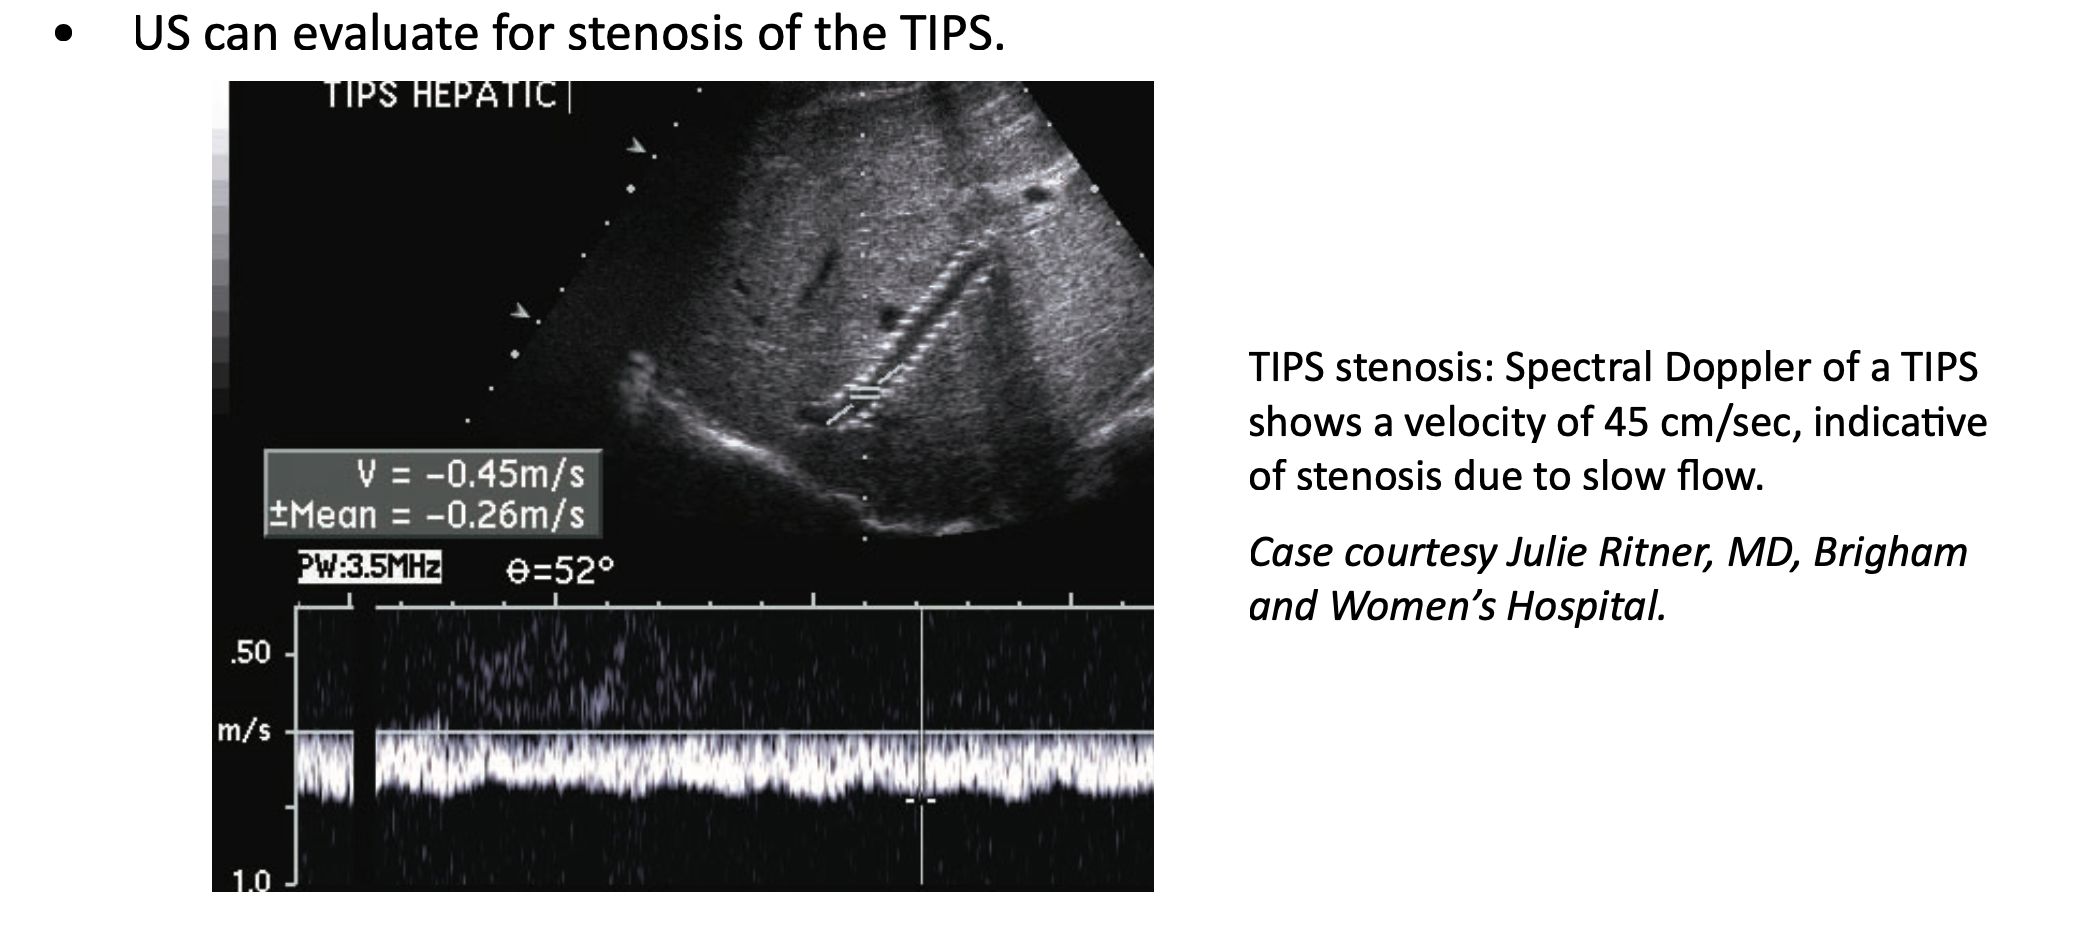 • US can evaluate for stenosis of the TIPS.
TIPS HEPATIC
V = -0.45m/s
±Mean = -0.26m/s
PW:3.5MHz θ=52°
.50
m/s
1.0
TIPS stenosis: Spectral Doppler of a TIPS
shows a velocity of 45 cm/sec, indicative
of stenosis due to slow flow.
Case courtesy Julie Ritner, MD, Brigham
and Women’s Hospital.